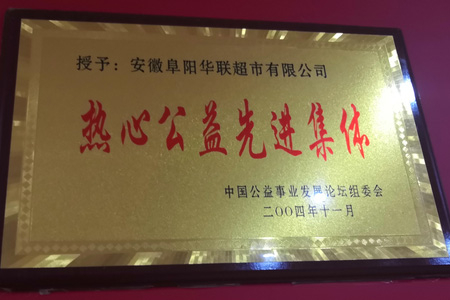 授予：安徽阜阳华联超市有限公司
热心公益先进集体
中国公益事业发展论坛组委会
二〇〇四年十一月